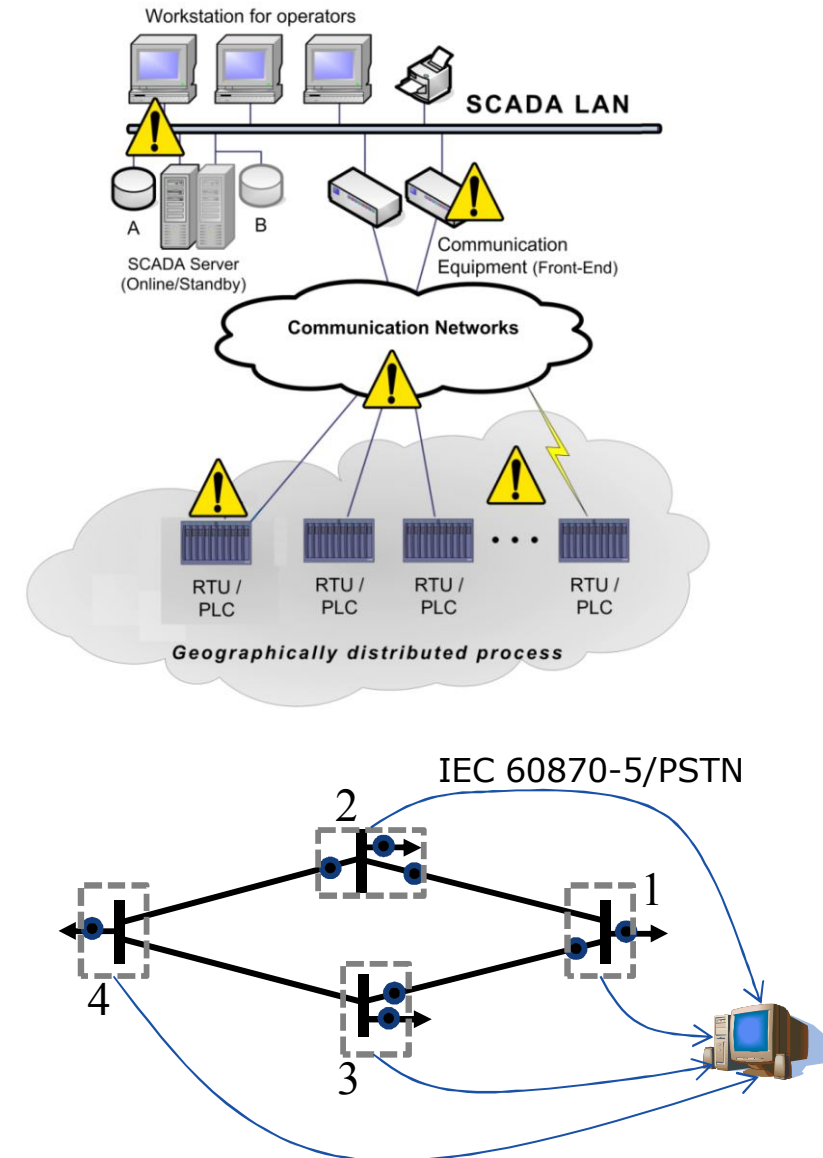 Workstation for operators
SCADA LAN
A
B
SCADA Server
(Online/Standby)
Communication
Equipment (Front-End)
Communication Networks
RTU /
PLC
RTU /
PLC
RTU /
PLC
RTU /
PLC
Geographically distributed process
IEC 60870-5/PSTN
2
1
4
3